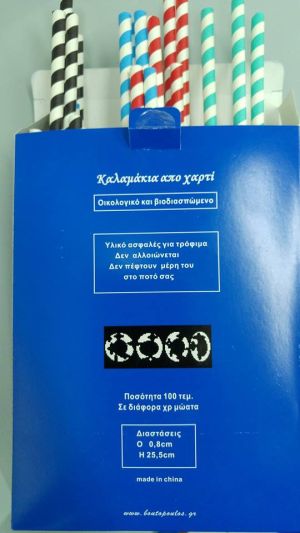 Καλαμάκια απο χαρτί
Οικολογικό και βιοδιασπώμενο
Υλικό ασφαλές για τρόφιμα
Δεν αλλοιώνεται
Δεν πέφτουν μέρη του
στο ποτό σας
Ποσότητα 100 τεμ.
Σε διάφορα χρ μώατα
Διαστάσεις
Ο 0,8cm
Η 25,5cm
made in china
www.boutopoulos.gr